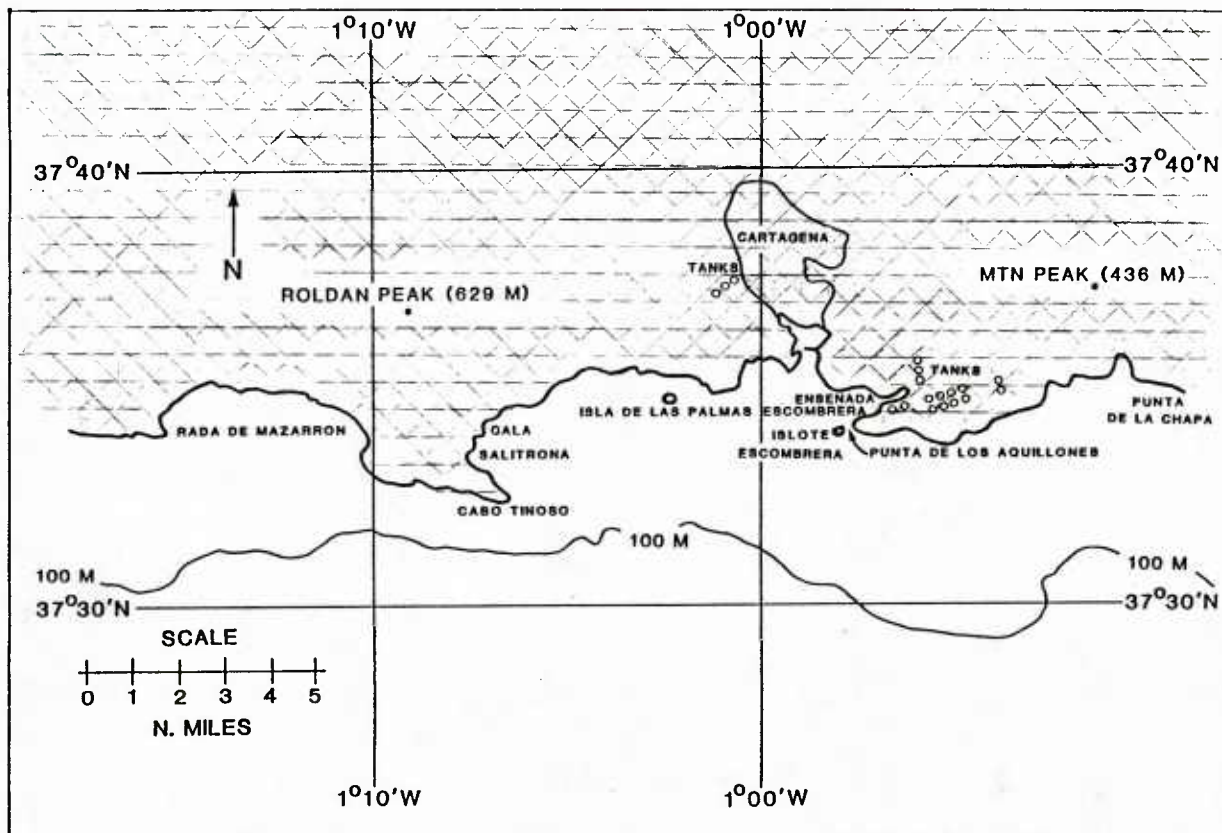 1°10'W
1°00'W
37°40'N
37°40'N
N
CARTAGENA
TANKS
ROLDAN PEAK (629 M)
MTN PEAK (436 M)
TANKS
RADA DE MAZARRON
GALA
SALITRONA
CABO TINOSO
ISLA DE LAS PALMAS
ENSEÑADA
ESCOMBRERA
ISLOTE
ESCOMBRERA
PUNTA DE LOS AQUILLONES
PUNTA
DE LA CHAPA
100 M
100 M
100 M
37°30'N
37°30'N
SCALE
0 1 2 3 4 5
N. MILES
1°10'W
1°00'W